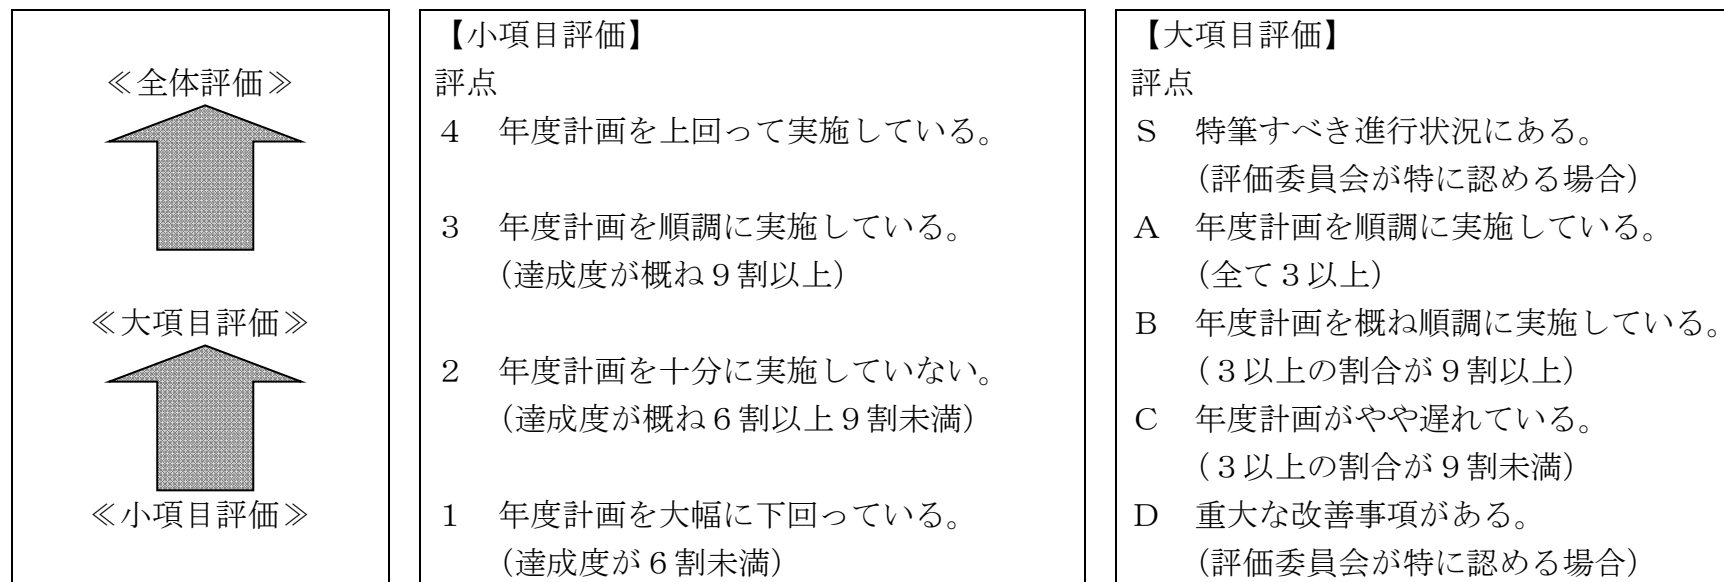 ≪全体評価≫
≪大項目評価≫
≪小項目評価≫
【小項目評価】
評点
４　年度計画を上回って実施している。
３　年度計画を順調に実施している。
（達成度が概ね９割以上）
２　年度計画を十分に実施していない。
（達成度が概ね６割以上９割未満）
１　年度計画を大幅に下回っている。
（達成度が６割未満）
【大項目評価】
評点
Ｓ　特筆すべき進行状況にある。
（評価委員会が特に認める場合）
Ａ　年度計画を順調に実施している。
（全て３以上）
Ｂ　年度計画を概ね順調に実施している。
（３以上の割合が９割以上）
Ｃ　年度計画がやや遅れている。
（３以上の割合が９割未満）
Ｄ　重大な改善事項がある。
（評価委員会が特に認める場合）